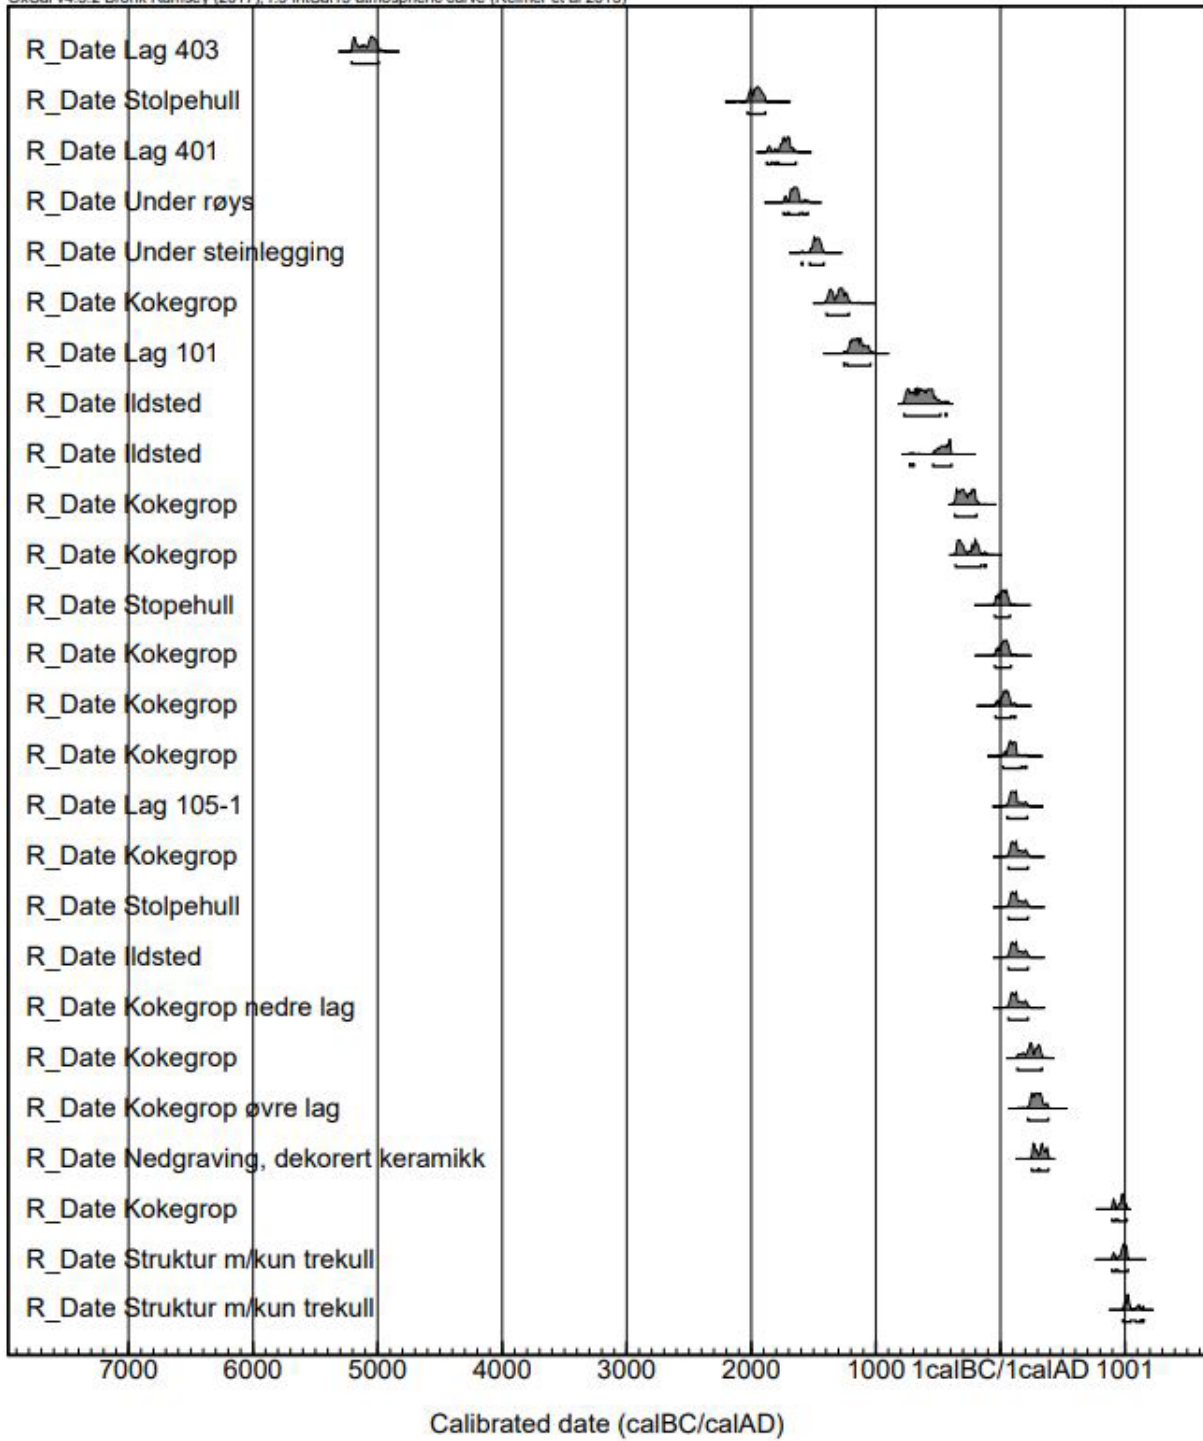 R_Date Lag 403
R_Date Stolpehull
R_Date Lag 401
R_Date Under røys
R_Date Under steinlegging
R_Date Kokegrop
R_Date Lag 101
R_Date Ildsted
R_Date Ildsted
R_Date Kokegrop
R_Date Kokegrop
R_Date Stopehull
R_Date Kokegrop
R_Date Kokegrop
R_Date Kokegrop
R_Date Lag 105-1
R_Date Kokegrop
R_Date Stolpehull
R_Date Ildsted
R_Date Kokegrop nedre lag
R_Date Kokegrop
R_Date Kokegrop øvre lag
R_Date Nedgraving, dekorert keramikk
R_Date Kokegrop
R_Date Struktur m/kun trekull
R_Date Struktur m/kun trekull
7000 6000 5000 4000 3000 2000 1000 1calBC/1calAD 1001
Calibrated date (calBC/calAD)